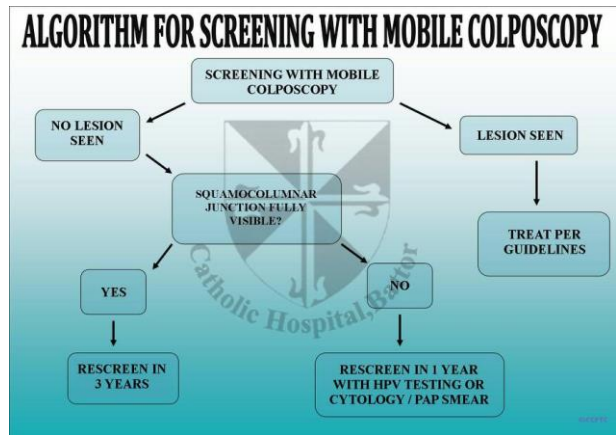 ALGORITHM FOR SCREENING WITH MOBILE COLPOSCOPY
SCREENING WITH MOBILE
COLPOSCOPY
NO LESION
SEEN
LESION SEEN
SQUAMOCOLUMNAR
JUNCTION FULLY
VISIBLE?
TREAT PER
GUIDELINES
YES
NO
Catholic Hospital, Battor
RESCREEN IN
3 YEARS
RESCREEN IN 1 YEAR
WITH HPV TESTING OR
CYTOLOGY / PAP SMEAR